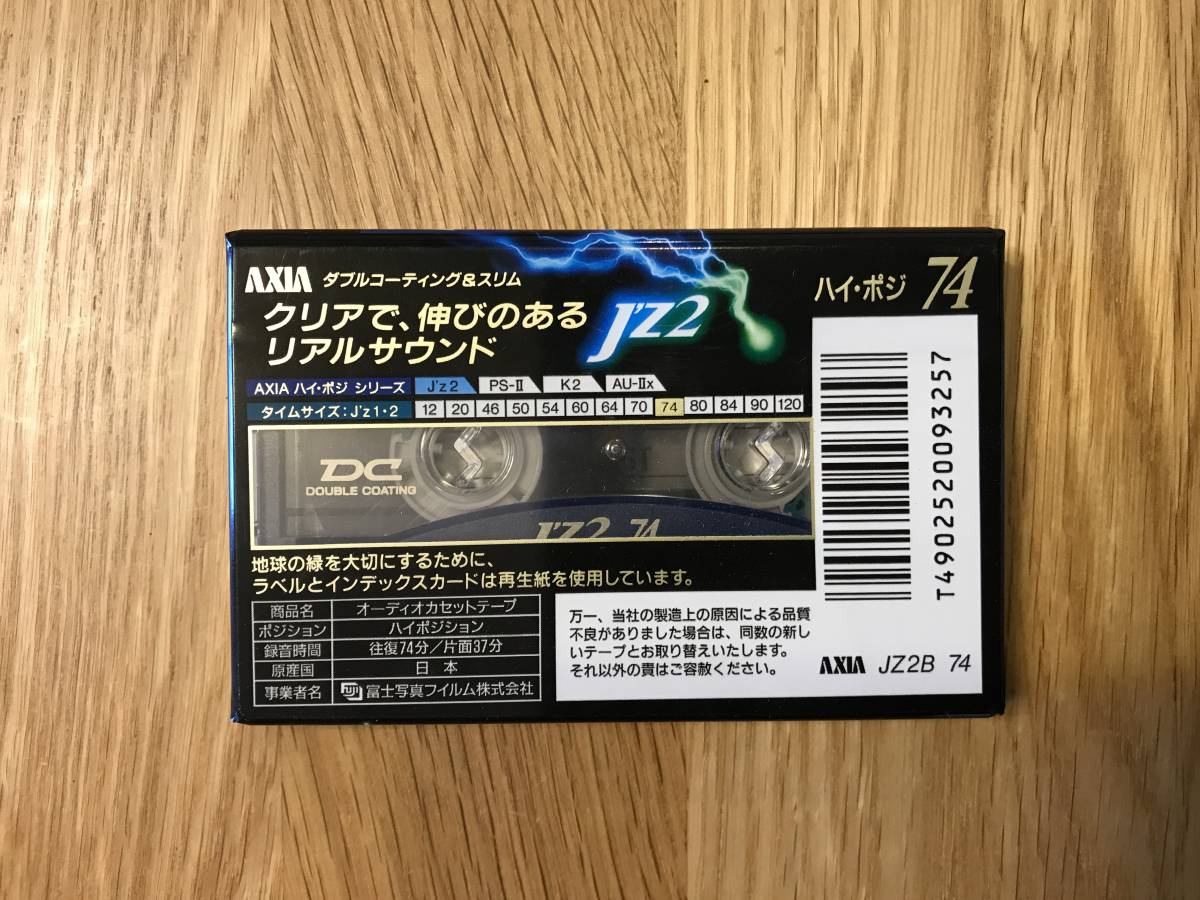 AXIA ダブルコーティング&スリム
クリアで、伸びのある
リアルサウンド
J'z2
ハイ・ポジ 74
AXIA ハイ・ポジ シリーズ J'z2 PS-II K2 AU-IIx
タイムサイズ:J'z1・2 12 20 46 50 54 60 64 70 74 80 84 90 120
DC
DOUBLE COATING
J'z2 74
地球の緑を大切にするために、
ラベルとインデックスカードは再生紙を使用しています。
商品名 オーディオカセットテープ
ポジション ハイポジション
録音時間 往復74分/片面37分
原産国 日本
事業者名 FUJI 富士写真フイルム株式会社
万一、当社の製造上の原因による品質
不良がありました場合は、同数の新し
いテープとお取り替えいたします。
それ以外の責はご容赦ください。
AXIA JZ2B 74
T4902520093257